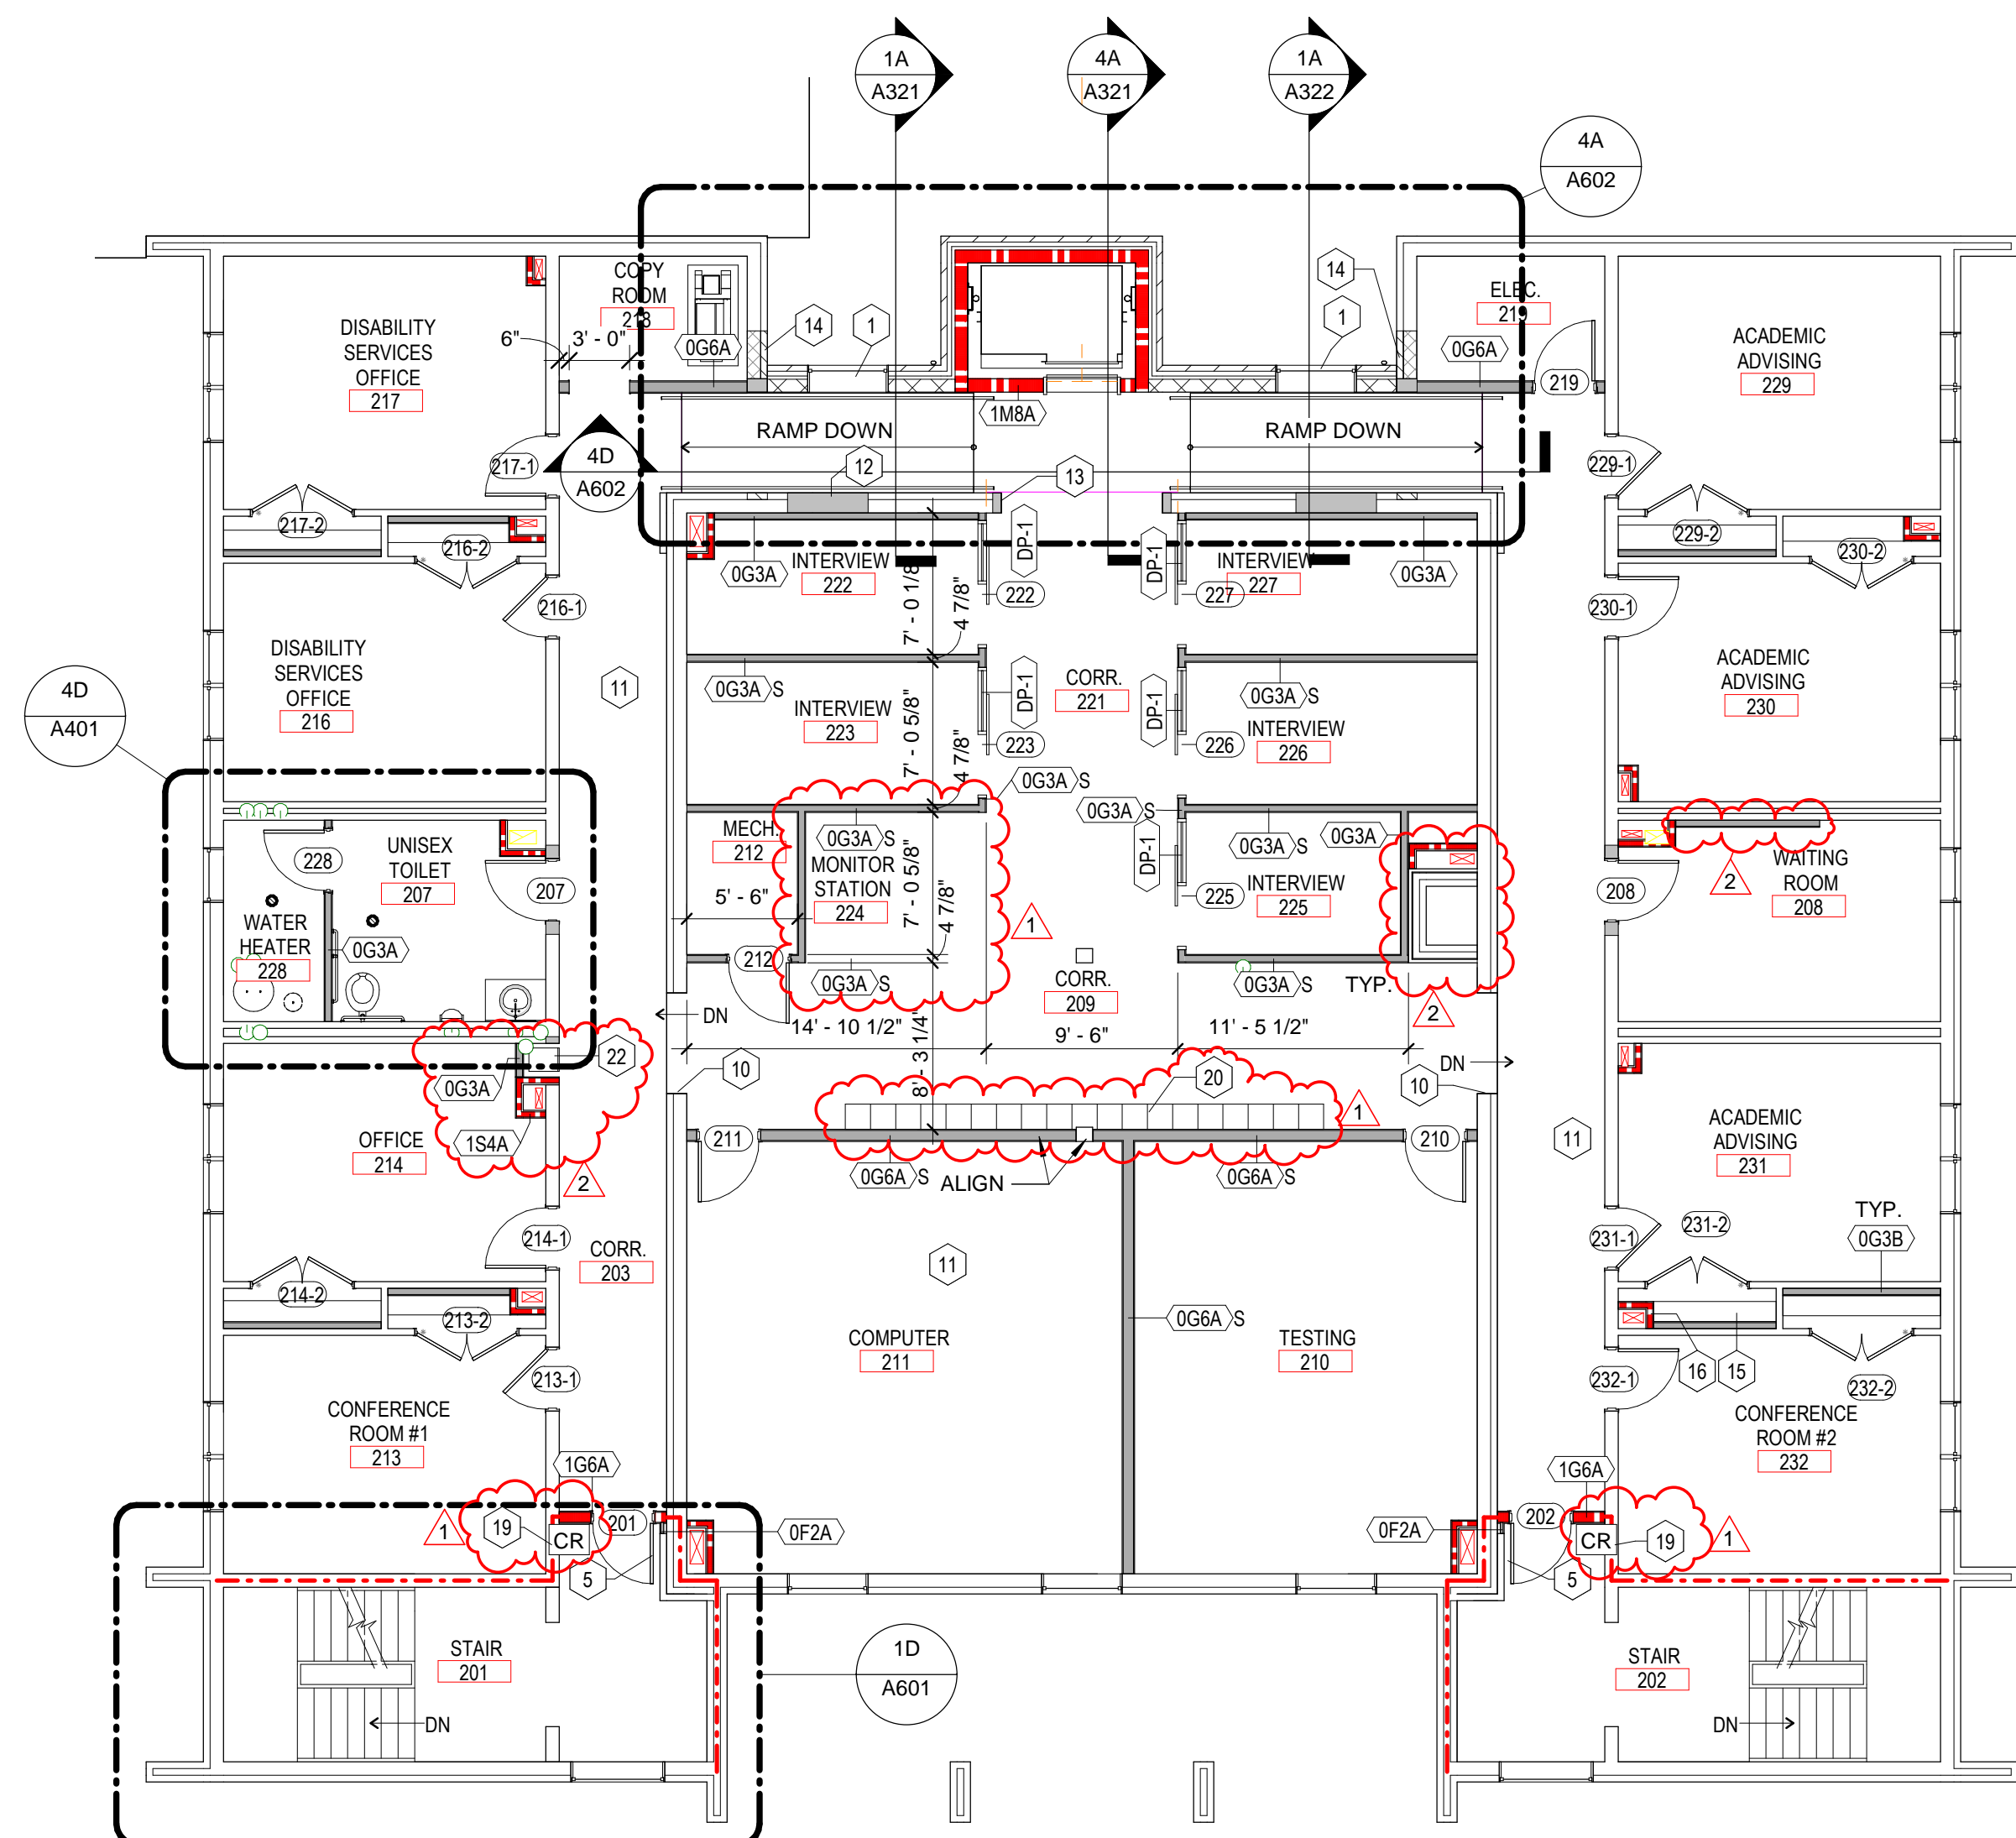 1A
A321
4A
A321
1A
A322
4A
A602
COPY
ROOM
218
6"
3' - 0"
0G6A
14
1
14
1
ELEC.
219
0G6A
219
DISABILITY
SERVICES
OFFICE
217
ACADEMIC
ADVISING
229
1M8A
RAMP DOWN
RAMP DOWN
4D
A602
217-1
12
13
229-1
217-2
216-2
229-2
230-2
0G3A
INTERVIEW
222
DP-1
222
DP-1
INTERVIEW
227
227
0G3A
7' - 0 1/8"
4 7/8"
216-1
230-1
DISABILITY
SERVICES
OFFICE
216
11
0G3A S
INTERVIEW
223
DP-1
223
CORR.
221
DP-1
226
0G3A S
INTERVIEW
226
7' - 0 5/8"
4 7/8"
ACADEMIC
ADVISING
230
4D
A401
0G3A S
0G3A S
MECH.
212
5' - 6"
0G3A S
MONITOR
STATION
224
7' - 0 5/8"
4 7/8"
DP-1
225
0G3A S
0G3A
INTERVIEW
225
228
UNISEX
TOILET
207
207
WATER
HEATER
228
0G3A
208
WAITING
ROOM
208
2
1
212
0G3A S
CORR.
209
0G3A S
TYP.
2
DN
14' - 10 1/2"
9' - 6"
11' - 5 1/2"
8' - 3 1/4"
DN
22
0G3A
1S4A
2
10
20
1
10
OFFICE
214
211
210
0G6A S
ALIGN
0G6A S
11
ACADEMIC
ADVISING
231
214-1
CORR.
203
11
231-1
231-2
TYP.
0G3B
214-2
213-2
0G6A S
COMPUTER
211
TESTING
210
213-1
232-1
16
15
232-2
CONFERENCE
ROOM #1
213
CONFERENCE
ROOM #2
232
1G6A
1
19
CR
201
5
0F2A
0F2A
1G6A
202
CR
19
1
5
STAIR
201
DN
1D
A601
STAIR
202
DN